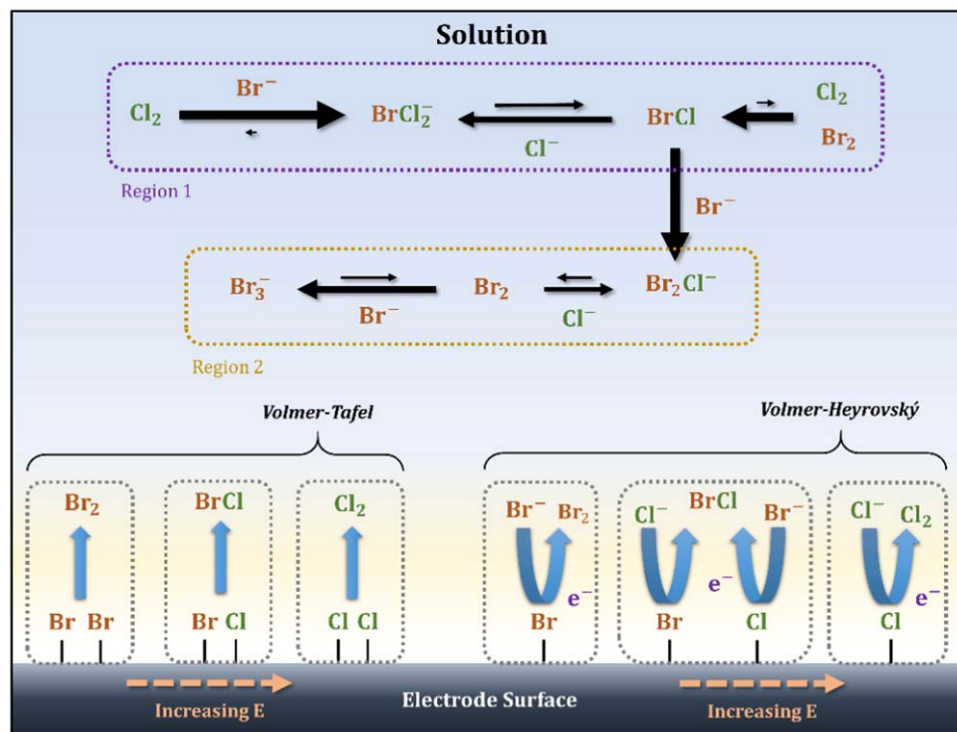 Solution
Br⁻
Cl₂
Cl₂ BrCl₂⁻ BrCl
Cl⁻ Br₂
Region 1
Br⁻
Br₃⁻ Br₂ Br₂Cl⁻
Br⁻ Cl⁻
Region 2
Volmer-Tafel Volmer-Heyrovský
Br₂ BrCl Cl₂ Br⁻ Br₂ Cl⁻ BrCl Br⁻ Cl⁻ Cl₂
e⁻ e⁻ e⁻
Br Br Br Cl Cl Cl Br Br Cl Cl
Electrode Surface
Increasing E Increasing E